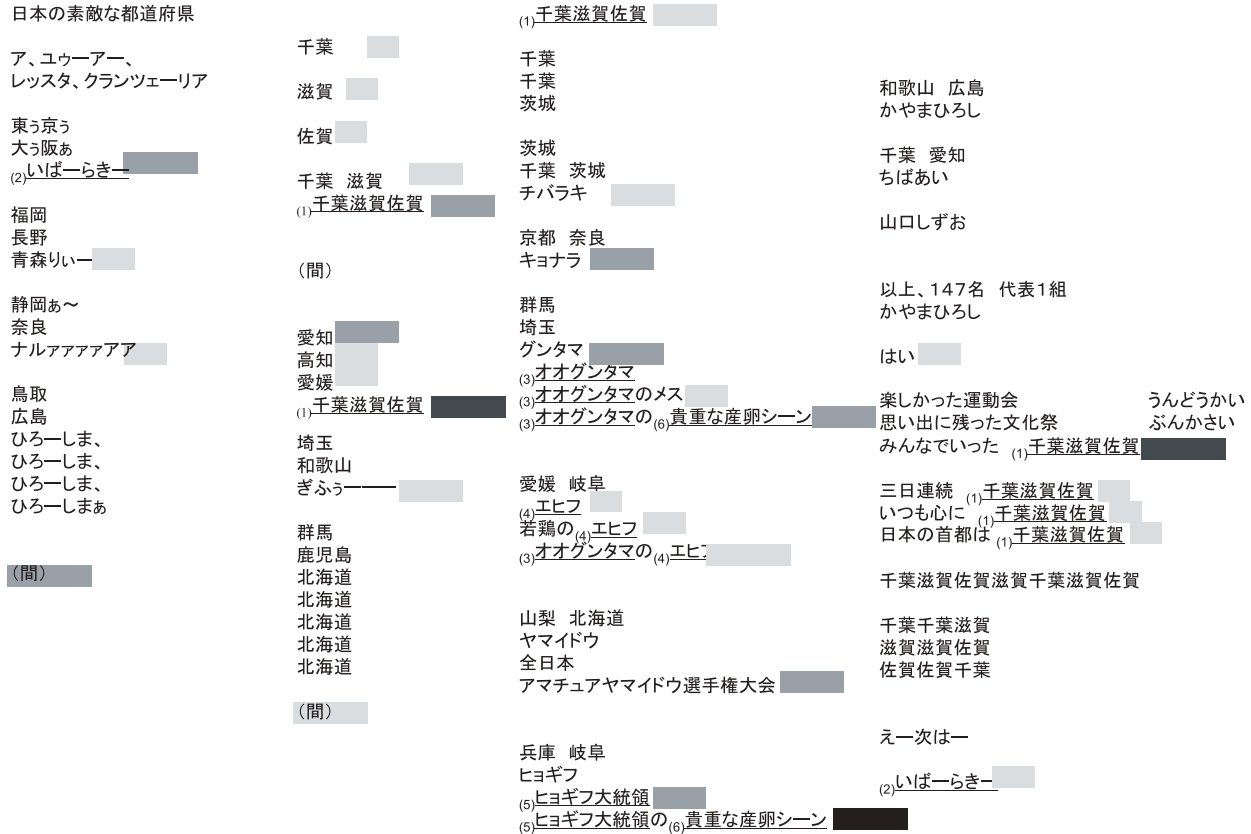 日本の素敵な都道府県
ア、ユゥーアー、
レッスタ、クランツェーリア
東ぅ京ぅ
大ぅ阪ぁ
(2)いばーらきー
福岡
長野
青森りぃー
静岡ぁ～
奈良
ナルァァァァアア
鳥取
広島
ひろーしま、
ひろーしま、
ひろーしま、
ひろーしまぁ
（間）
千葉
滋賀
佐賀
千葉　滋賀
(1)千葉滋賀佐賀
（間）
愛知
高知
愛媛
(1)千葉滋賀佐賀
埼玉
和歌山
ぎふぅー――
群馬
鹿児島
北海道
北海道
北海道
北海道
北海道
（間）
(1)千葉滋賀佐賀
千葉
千葉
茨城
茨城
千葉　茨城
チバラキ
京都　奈良
キョナラ
群馬
埼玉
グンタマ
(3)オオグンタマ
(3)オオグンタマのメス
(3)オオグンタマの(6)貴重な産卵シーン
愛媛　岐阜
(4)エヒフ
若鶏の(4)エヒフ
(3)オオグンタマの(4)エヒフ
山梨　北海道
ヤマイドウ
全日本
アマチュアヤマイドウ選手権大会
兵庫　岐阜
ヒョギフ
(5)ヒョギフ大統領
(5)ヒョギフ大統領の(6)貴重な産卵シーン
和歌山　広島
かやまひろし
千葉　愛知
ちばあい
山口しずお
以上、１４７名　代表１組
かやまひろし
はい
楽しかった運動会　うんどうかい
思い出に残った文化祭　ぶんかさい
みんなでいった　(1)千葉滋賀佐賀
三日連続　(1)千葉滋賀佐賀
いつも心に　(1)千葉滋賀佐賀
日本の首都は　(1)千葉滋賀佐賀
千葉滋賀佐賀滋賀千葉滋賀佐賀
千葉千葉滋賀
滋賀滋賀佐賀
佐賀佐賀千葉
えー次はー
(2)いばーらきー